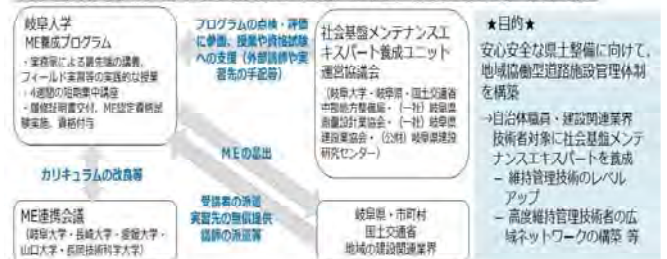 岐阜大学
ME養成プログラム
・実務家による最先端の講義、
フィールド実習等の実践的な授業
・4週間の短期集中講座
・履修証明書交付、ME認定資格試
験実施、資格付与
プログラムの点検・評価
に参画、授業や資格試験
への支援（外部講師や実
習先の手配等）
社会基盤メンテナンスエ
キスパート養成ユニット
運営協議会
（岐阜大学・岐阜県・国土交通省
中部地方整備局・（一社）岐阜県
測量設計業協会・（一社）岐阜県
建設業協会・（公財）岐阜県建設
研究センター）
★目的★
安心安全な県土整備に向けて、
地域協働型道路施設管理体制
を構築
→自治体職員・建設関連業界
技術者対象に社会基盤メンテ
ナンスエキスパートを養成
– 維持管理技術のレベル
アップ
– 高度維持管理技術者の広
域ネットワークの構築 等
MEの輩出
カリキュラムの改良等
受講者の派遣
実習先の無償提供
講師の派遣等
ME連携会議
（岐阜大学・長崎大学・愛媛大学・
山口大学・長岡技術科学大学）
岐阜県・市町村
国土交通省
地域の建設関連業界